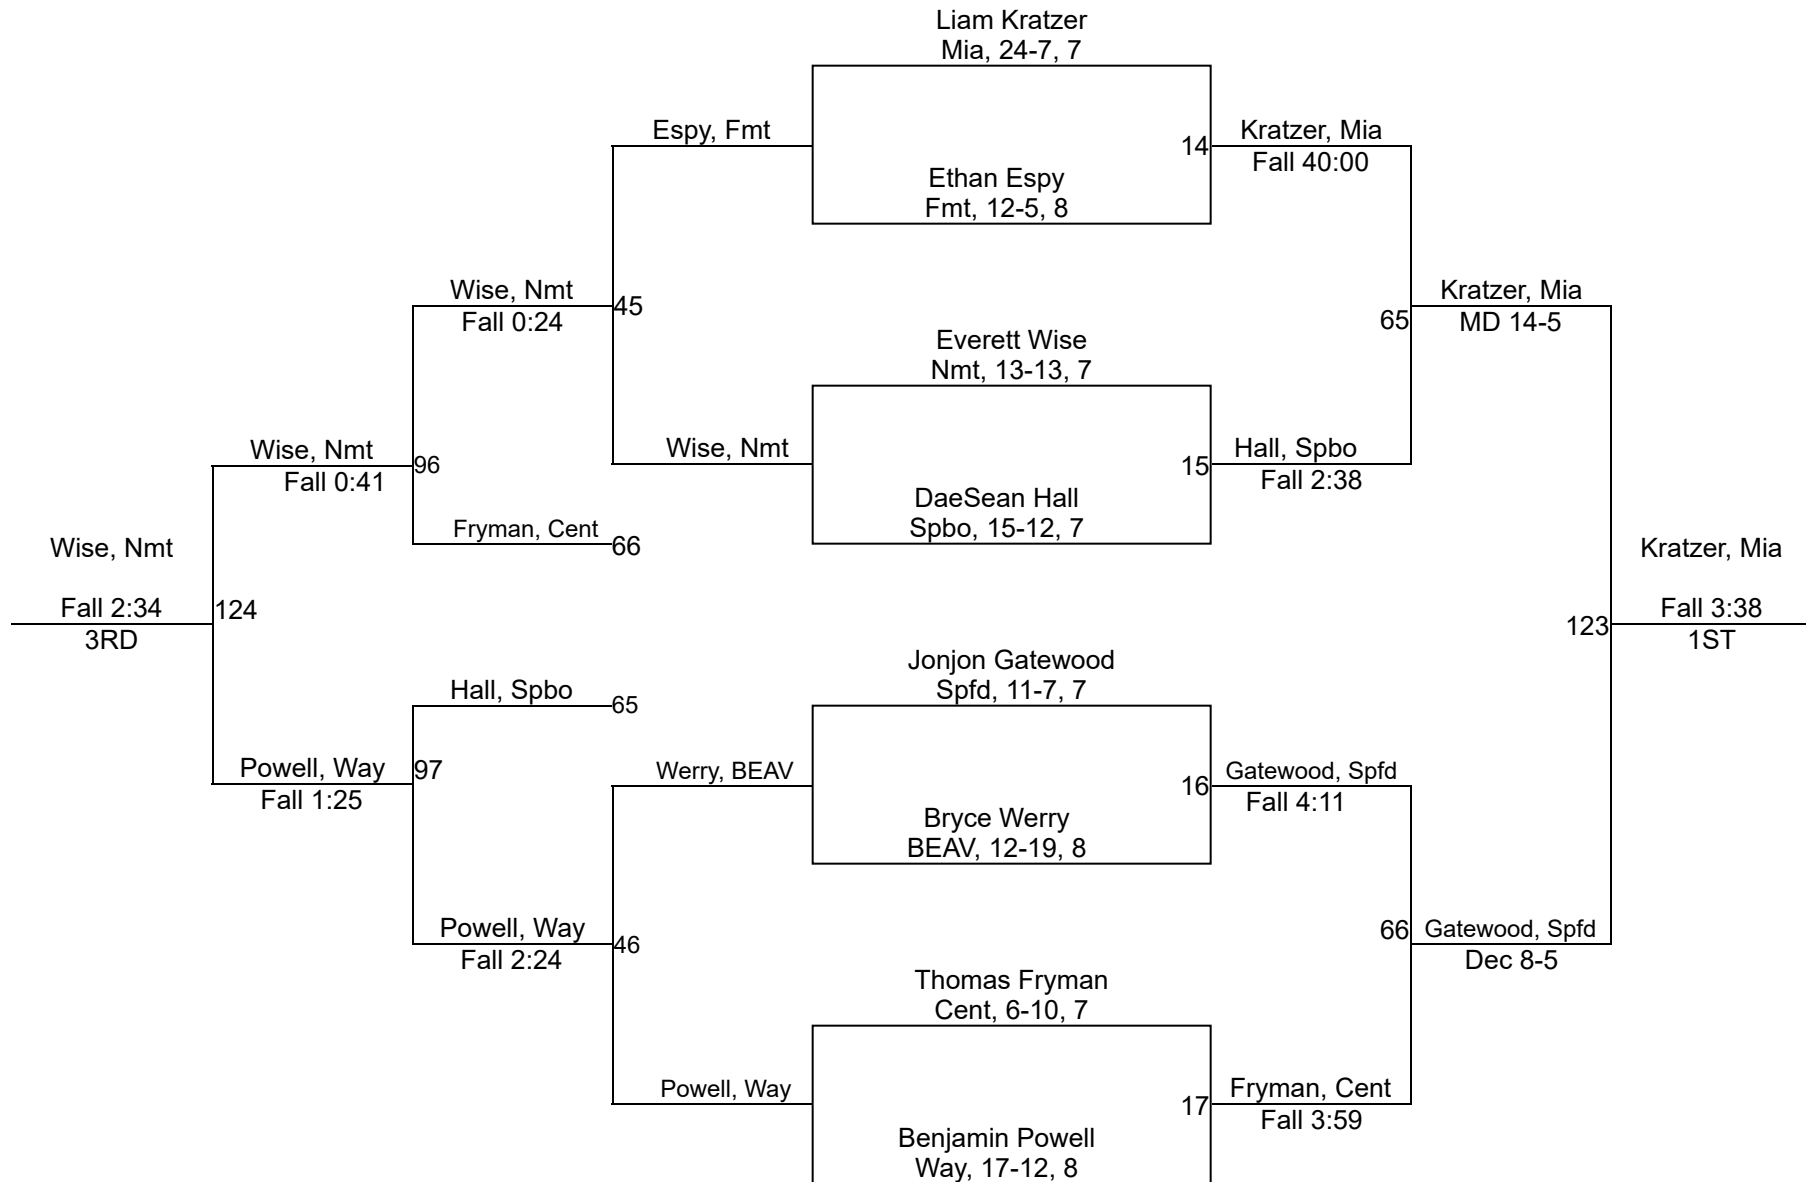 Liam Kratzer
Mia, 24-7, 7
Espy, Fmt
14
Kratzer, Mia
Fall 40:00
Ethan Espy
Fmt, 12-5, 8
Wise, Nmt
Fall 0:24
45
Kratzer, Mia
MD 14-5
65
Everett Wise
Nmt, 13-13, 7
Wise, Nmt
Fall 0:41
96
Wise, Nmt
15
Hall, Spbo
Fall 2:38
DaeSean Hall
Spbo, 15-12, 7
Fryman, Cent
66
Wise, Nmt
Fall 2:34
3RD
124
Kratzer, Mia
Fall 3:38
1ST
123
Jonjon Gatewood
Spfd, 11-7, 7
Hall, Spbo
65
Powell, Way
Fall 1:25
97
Werry, BEAV
16
Gatewood, Spfd
Fall 4:11
Bryce Werry
BEAV, 12-19, 8
Powell, Way
Fall 2:24
46
66
Gatewood, Spfd
Dec 8-5
Thomas Fryman
Cent, 6-10, 7
Powell, Way
17
Fryman, Cent
Fall 3:59
Benjamin Powell
Way, 17-12, 8